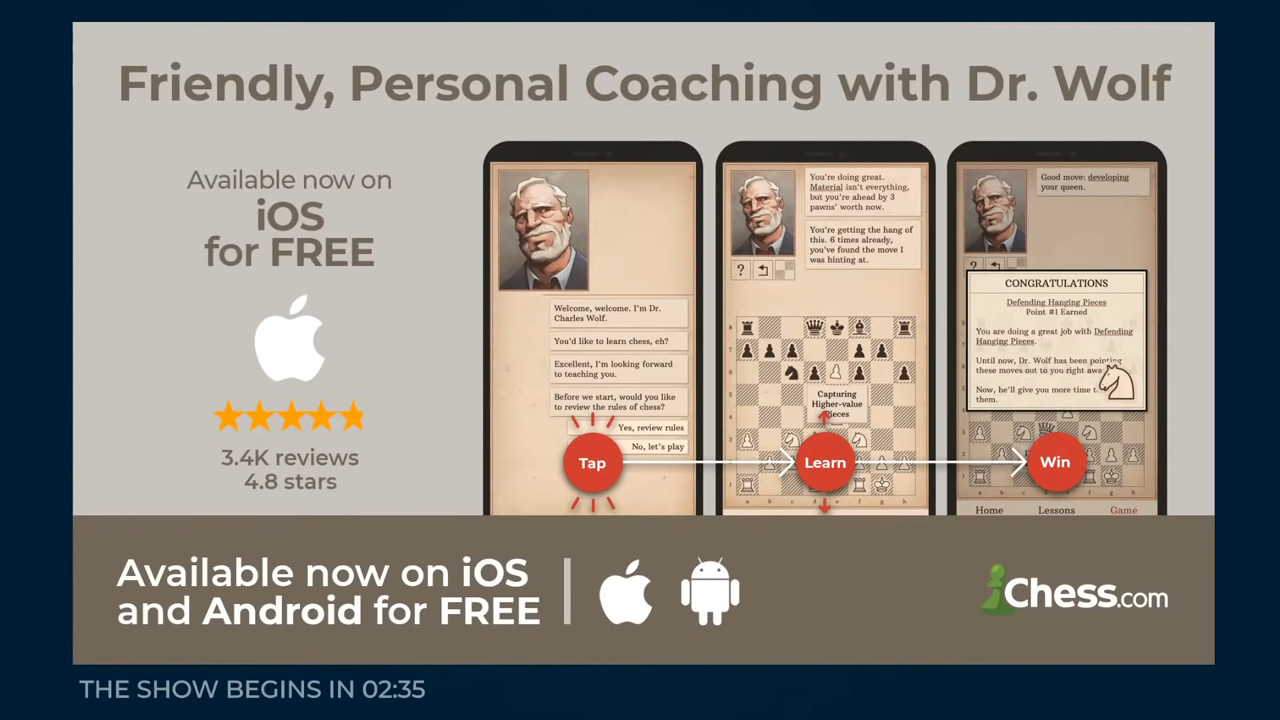 Friendly, Personal Coaching with Dr. Wolf
Available now on
iOS
for FREE
3.4K reviews
4.8 stars
Welcome, welcome. I'm Dr.
Charles Wolf.
You'd like to learn chess, eh?
Excellent, I'm looking forward
to teaching you.
Before we start, would you like
to review the rules of chess?
Yes, review rules
No, let's play
Tap
You're doing great.
Material isn't everything,
but you're ahead by 3
pawns' worth now.
You're getting the hang of
this. 6 times already,
you've found the move I
was hinting at.
?
8
7
6
Capturing
Higher-value
Pieces
3
1
a b c d e f g h
Learn
Good move: developing
your queen.
?
CONGRATULATIONS
Defending Hanging Pieces
Point #1 Earned
You are doing a great job with Defending
Hanging Pieces.
Until now, Dr. Wolf has been pointing
these moves out to you right
Now, he'll give you more time
them.
Win
Home Lessons Game
Available now on iOS
and Android for FREE
Chess.com
THE SHOW BEGINS IN 02:35